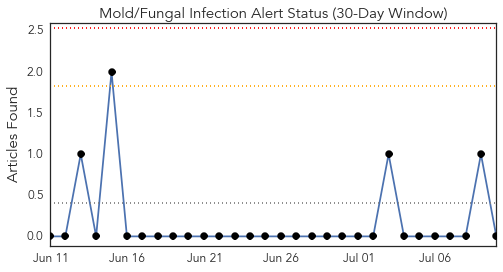 Mold/Fungal Infection Alert Status (30-Day Window)
Articles Found
2.5
2.0
1.5
1.0
0.5
0.0
Jun 11 Jun 16 Jun 21 Jun 26 Jul 01 Jul 06